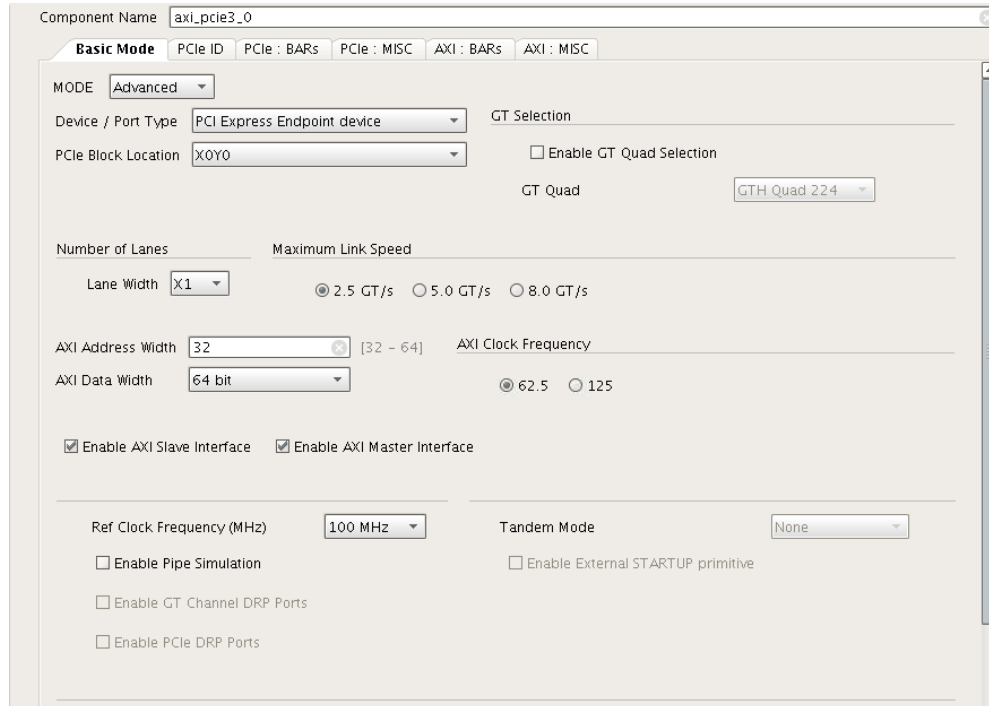 Component Name axi_pcie3_0
Basic Mode PCIe ID PCIe : BARs PCIe : MISC AXI : BARs AXI : MISC
MODE Advanced
Device / Port Type PCI Express Endpoint device
GT Selection
PCIe Block Location X0Y0
Enable GT Quad Selection
GT Quad GTH Quad 224
Number of Lanes
Maximum Link Speed
Lane Width X1
2.5 GT/s 5.0 GT/s 8.0 GT/s
AXI Address Width 32 [32 - 64]
AXI Clock Frequency
AXI Data Width 64 bit
62.5 125
Enable AXI Slave Interface Enable AXI Master Interface
Ref Clock Frequency (MHz) 100 MHz
Tandem Mode None
Enable Pipe Simulation
Enable External STARTUP primitive
Enable GT Channel DRP Ports
Enable PCIe DRP Ports